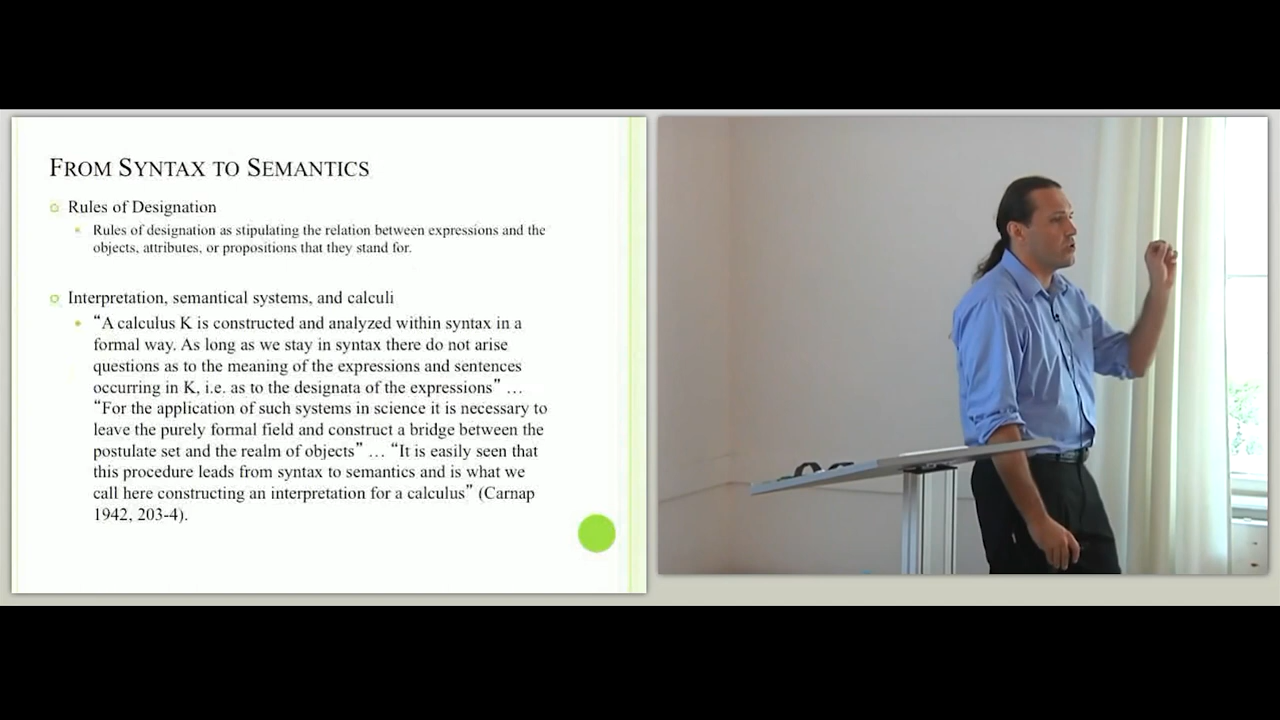 FROM SYNTAX TO SEMANTICS
Rules of Designation
Rules of designation as stipulating the relation between expressions and the
objects, attributes, or propositions that they stand for.
Interpretation, semantical systems, and calculi
“A calculus K is constructed and analyzed within syntax in a
formal way. As long as we stay in syntax there do not arise
questions as to the meaning of the expressions and sentences
occurring in K, i.e. as to the designata of the expressions” …
“For the application of such systems in science it is necessary to
leave the purely formal field and construct a bridge between the
postulate set and the realm of objects” … “It is easily seen that
this procedure leads from syntax to semantics and is what we
call here constructing an interpretation for a calculus” (Carnap
1942, 203-4).